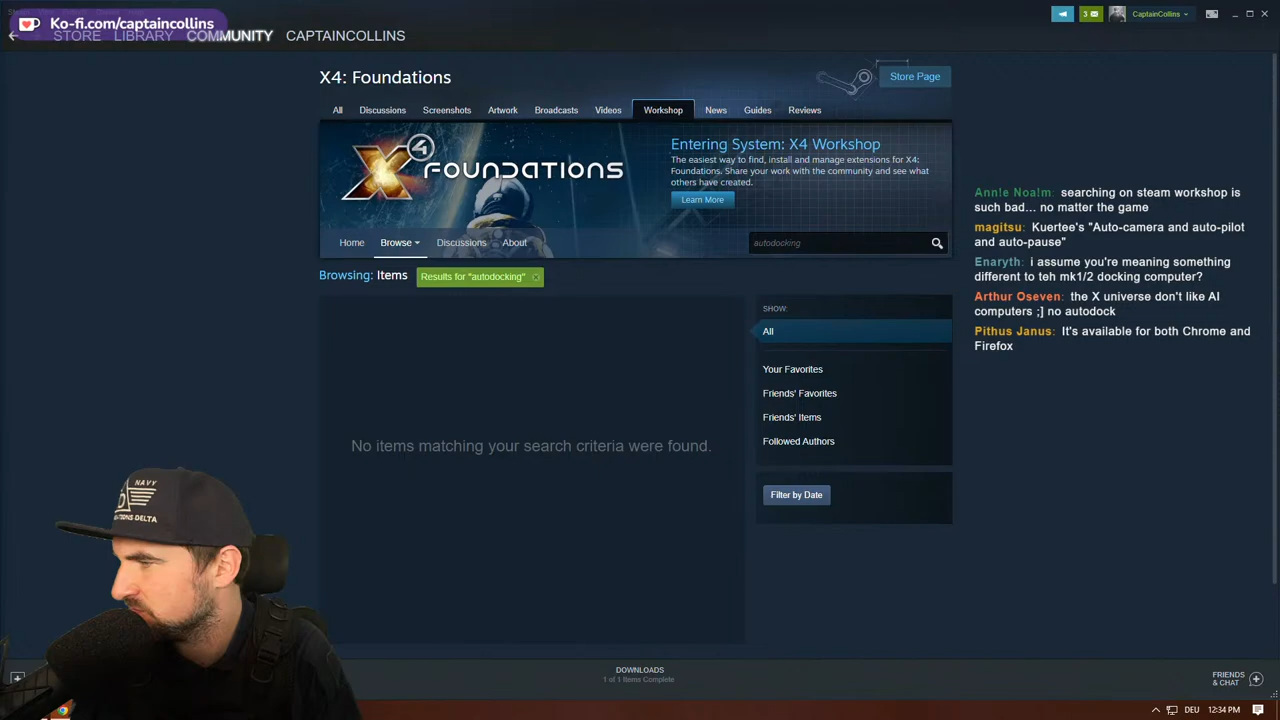 Ko-fi.com/captaincollins
STORE LIBRARY COMMUNITY CAPTAINCOLLINS
3
CaptainCollins
X4: Foundations
Store Page
All Discussions Screenshots Artwork Broadcasts Videos Workshop News Guides Reviews
X4 FOUNDATIONS
Entering System: X4 Workshop
The easiest way to find, install and manage extensions for X4:
Foundations. Share your work with the community and see what
others have created.
Learn More
Home Browse Discussions About
autodocking
Browsing: Items
Results for "autodocking"
No items matching your search criteria were found.
SHOW:
All
Your Favorites
Friends' Favorites
Friends' Items
Followed Authors
Filter by Date
Ann!e Noa!m: searching on steam workshop is
such bad... no matter the game
magitsu: Kuertee's "Auto-camera and auto-pilot
and auto-pause"
Enaryth: i assume you're meaning something
different to teh mk1/2 docking computer?
Arthur Oseven: the X universe don't like AI
computers ;] no autodock
Pithus Janus: It's available for both Chrome and
Firefox
NAVY
DOWNLOADS
1 of 1 Items Complete
FRIENDS
& CHAT
DEU 12:34 PM